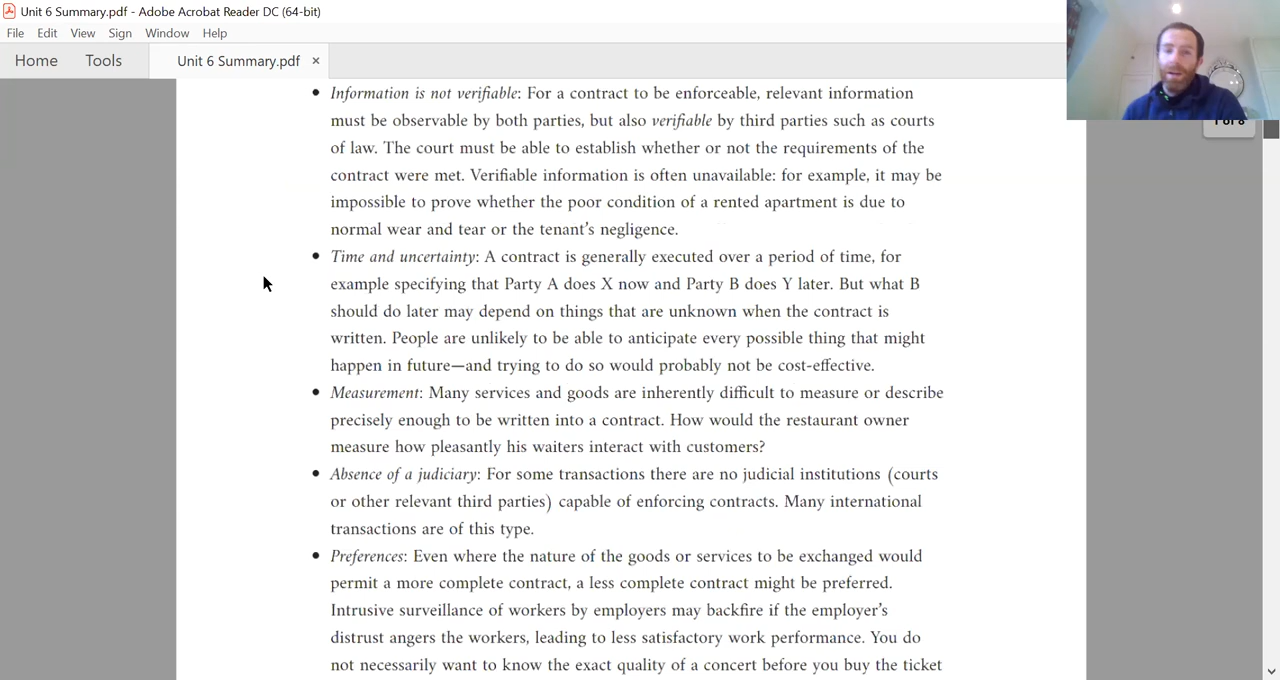 Unit 6 Summary.pdf - Adobe Acrobat Reader DC (64-bit)
File Edit View Sign Window Help
Home Tools Unit 6 Summary.pdf ×
• Information is not verifiable: For a contract to be enforceable, relevant information
must be observable by both parties, but also verifiable by third parties such as courts
of law. The court must be able to establish whether or not the requirements of the
contract were met. Verifiable information is often unavailable: for example, it may be
impossible to prove whether the poor condition of a rented apartment is due to
normal wear and tear or the tenant's negligence.
• Time and uncertainty: A contract is generally executed over a period of time, for
example specifying that Party A does X now and Party B does Y later. But what B
should do later may depend on things that are unknown when the contract is
written. People are unlikely to be able to anticipate every possible thing that might
happen in future—and trying to do so would probably not be cost-effective.
• Measurement: Many services and goods are inherently difficult to measure or describe
precisely enough to be written into a contract. How would the restaurant owner
measure how pleasantly his waiters interact with customers?
• Absence of a judiciary: For some transactions there are no judicial institutions (courts
or other relevant third parties) capable of enforcing contracts. Many international
transactions are of this type.
• Preferences: Even where the nature of the goods or services to be exchanged would
permit a more complete contract, a less complete contract might be preferred.
Intrusive surveillance of workers by employers may backfire if the employer's
distrust angers the workers, leading to less satisfactory work performance. You do
not necessarily want to know the exact quality of a concert before you buy the ticket